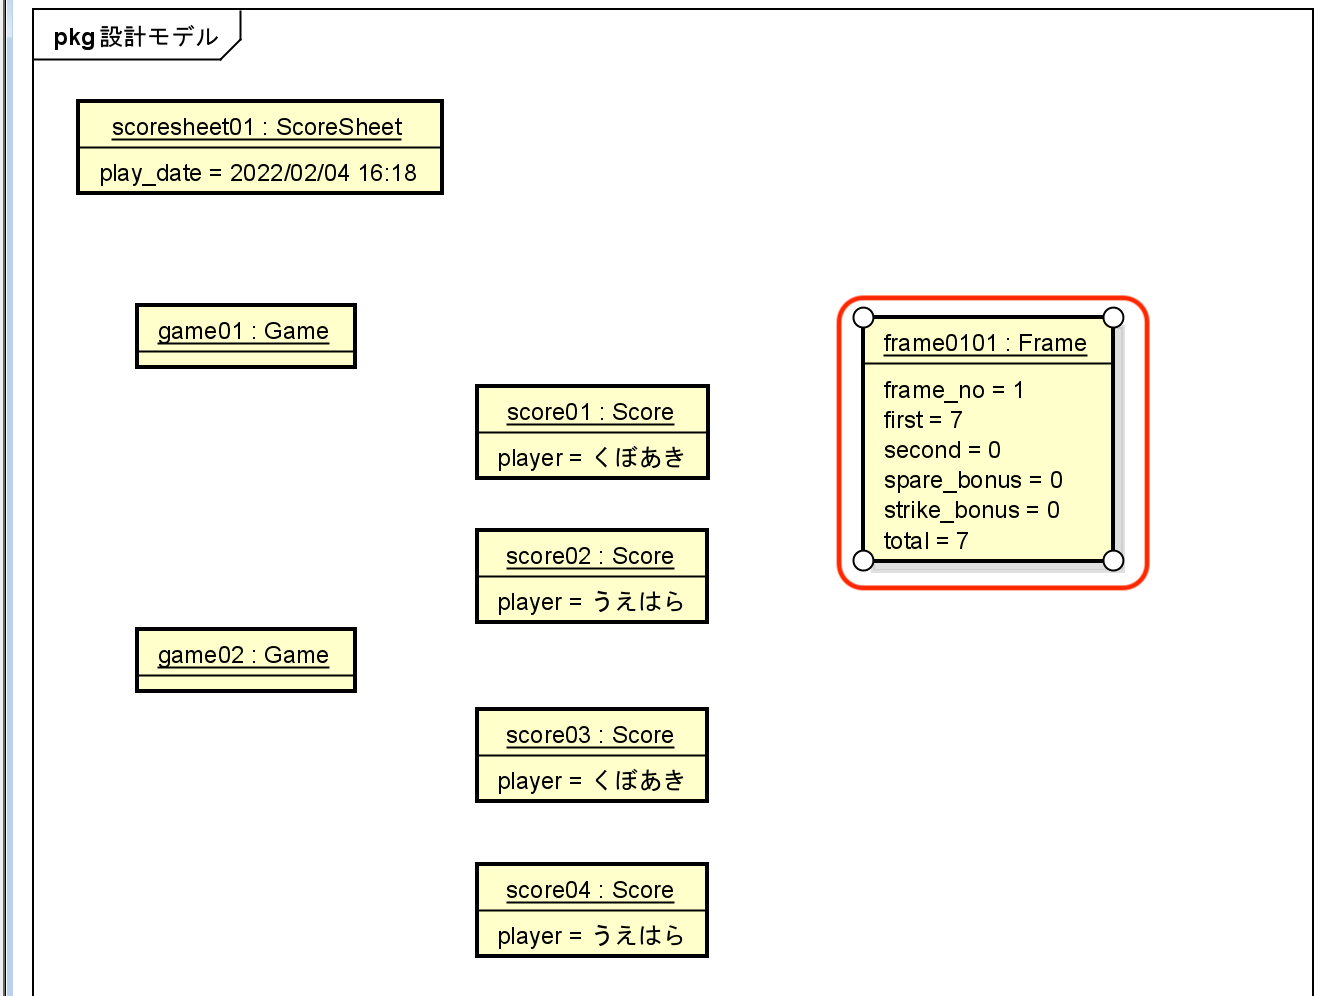 pkg 設計モデル
scoresheet01 : ScoreSheet
play_date = 2022/02/04 16:18
game01 : Game
score01 : Score
player = くぼあき
score02 : Score
player = うえはら
game02 : Game
score03 : Score
player = くぼあき
score04 : Score
player = うえはら
frame0101 : Frame
frame_no = 1
first = 7
second = 0
spare_bonus = 0
strike_bonus = 0
total = 7